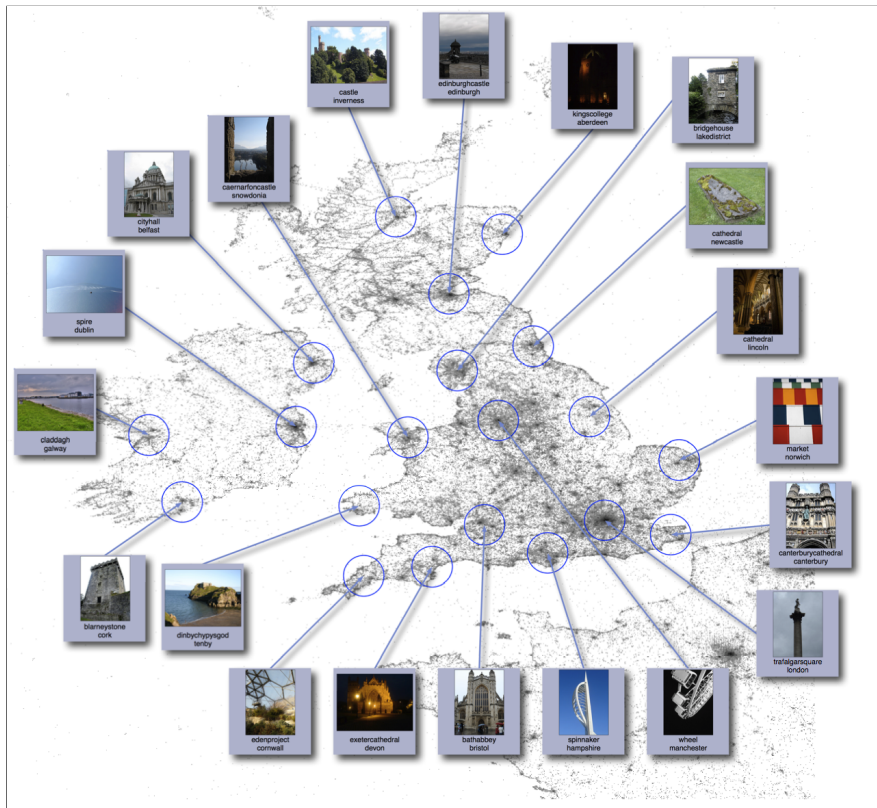 castle
inverness
edinburghcastle
edinburgh
kingscollege
aberdeen
bridgehouse
lakedistrict
caernarfoncastle
snowdonia
cityhall
belfast
cathedral
newcastle
spire
dublin
cathedral
lincoln
claddagh
galway
market
norwich
canterburycathedral
canterbury
blarneystone
cork
dinbychypysgod
tenby
trafalgarsquare
london
edenproject
cornwall
exetercathedral
devon
bathabbey
bristol
spinnaker
hampshire
wheel
manchester